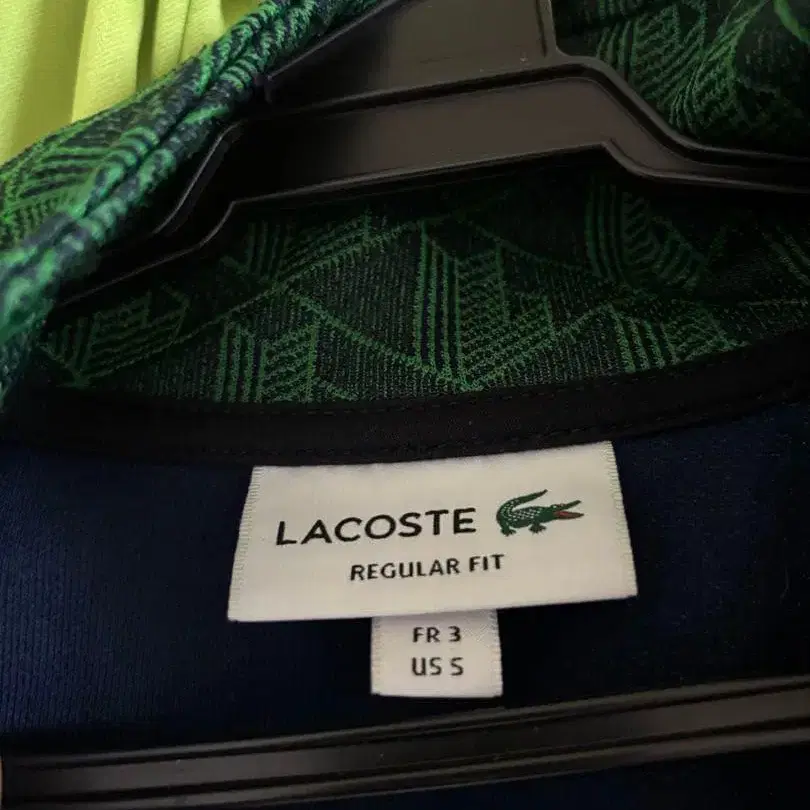 LACOSTE
REGULAR FIT
FR 3
US S